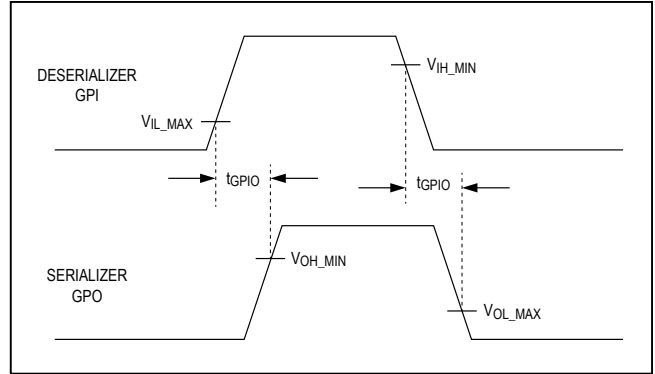 DESERIALIZER
GPI
VIH_MIN
VIL_MAX
tGPIO
tGPIO
SERIALIZER
GPO
VOH_MIN
VOL_MAX